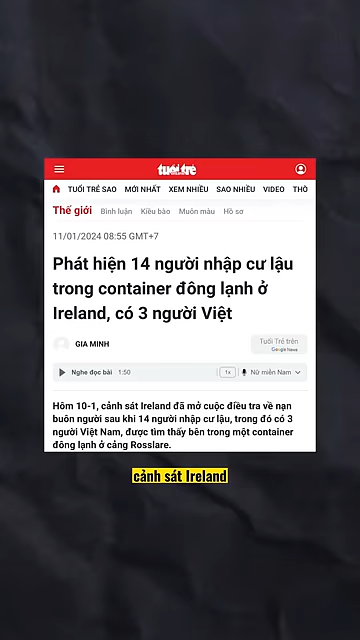 tuổi trẻ
TUỔI TRẺ SAO MỚI NHẤT XEM NHIỀU SAO NHIỀU VIDEO THÒ
Thế giới Bình luận Kiều bào Muôn màu Hồ sơ
11/01/2024 08:55 GMT+7
Phát hiện 14 người nhập cư lậu
trong container đông lạnh ở
Ireland, có 3 người Việt
GIA MINH
Tuổi Trẻ trên
Google News
Nghe đọc bài 1:50 1x Nữ miền Nam
Hôm 10-1, cảnh sát Ireland đã mở cuộc điều tra về nạn
buôn người sau khi 14 người nhập cư lậu, trong đó có 3
người Việt Nam, được tìm thấy bên trong một container
đông lạnh ở cảng Rosslare.
cảnh sát Ireland